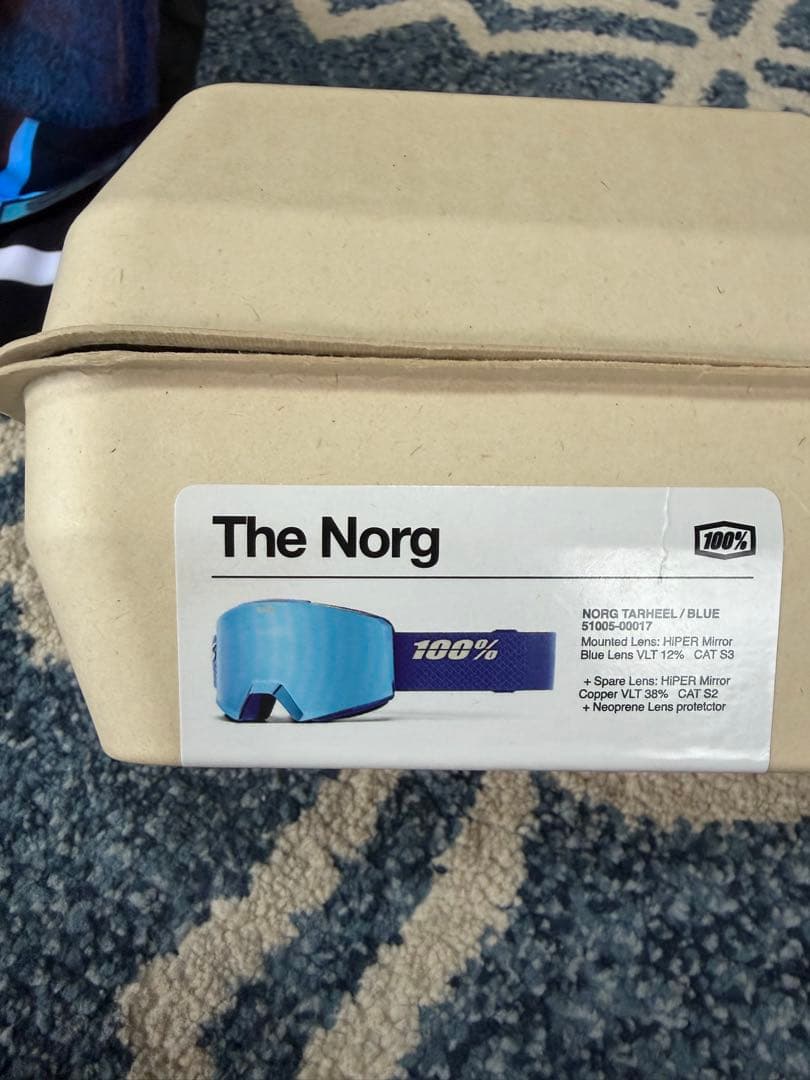 The Norg
100%
100%
NORG TARHEEL / BLUE
51005-00017
Mounted Lens: HiPER Mirror
Blue Lens VLT 12% CAT S3
+ Spare Lens: HiPER Mirror
Copper VLT 38% CAT S2
+ Neoprene Lens protetctor